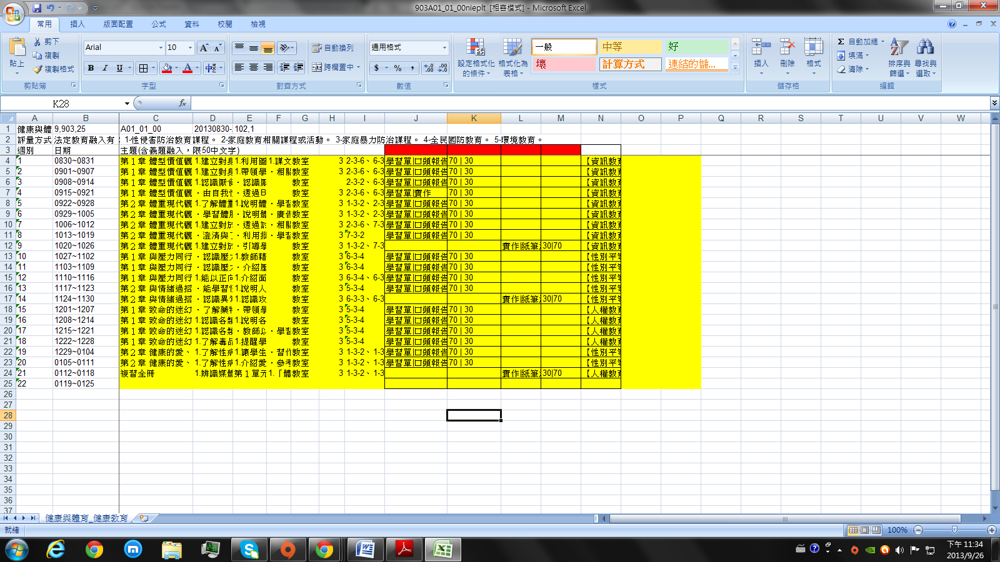 903A01_01_00nieplt [相容模式] - Microsoft Excel
常用 插入 版面配置 公式 資料 校閱 檢視
貼上 剪下 複製 複製格式 剪貼簿
Arial 10 字型
自動換列 跨欄置中 對齊方式
通用格式 數值
設定格式化的條件 格式化為表格 一般 中等 好 壞 計算方式 連結的儲... 樣式
插入 刪除 格式 儲存格
自動加總 填滿 清除 排序與篩選 尋找與選取 編輯
K28
A B C D E F G H I J K L M N O P Q R S T U V W
1 健康與體 9,903,25 A01_01_00 20130830- 102,1
2 評量方式 法定教育融入有 : 1-性侵害防治教育課程。 2-家庭教育相關課程或活動。 3-家庭暴力防治課程。 4-全民國防教育。 5-環境教育。
3 週別 日期 主題(含義題融入，限50中文字)
4 1 0830~0831 第１章 體型價值觀 1.建立對身 1.利用圖 1.課文 教室 3 2-3-6、6-3 學習單|口頭報告 70 | 30 【資訊教育
5 2 0901~0907 第１章 體型價值觀 1.建立對身 1.帶領學 ‧相關 教室 3 2-3-6、6-3 學習單|口頭報告 70 | 30 【資訊教育
6 3 0908~0914 第１章 體型價值觀 1.認識厭食 ‧認識厭 教室 2-3-2、6-3 學習單|口頭報告 70 | 30 【資訊教育
7 4 0915~0921 第１章 體型價值觀 ‧由自我性 ‧透過日 教室 3 2-3-6、6-3 學習單|實作 70 | 30 【資訊教育
8 5 0922~0928 第２章 體重現代觀 1.了解體重 1.說明體 ‧學習 教室 3 1-3-2、2-3 學習單|口頭報告 70 | 30 【資訊教育
9 6 0929~1005 第２章 體重現代觀 ‧學習體脂 ‧說明體 ‧廣告 教室 3 1-3-2、2-3 學習單|口頭報告 70 | 30 【資訊教育
10 7 1006~1012 第２章 體重現代觀 1.建立對於 ‧透過討 ‧相關 教室 3 2-3-6、7-3 學習單|口頭報告 70 | 30 【資訊教育
11 8 1013~1019 第２章 體重現代觀 ‧澄清與了 ‧利用批 ‧學習 教室 3 7-3-2 學習單|口頭報告 70 | 30 【資訊教育
12 9 1020~1026 第２章 體重現代觀 1.建立對於 ‧引導學 教室 3 1-3-2、7-3 實作|紙筆 30|70 【資訊教育
13 10 1027~1102 第１章 與壓力同行 ‧認識壓力 1.教師藉 教室 3 6-3-4 學習單|口頭報告 70 | 30 【性別平等
14 11 1103~1109 第１章 與壓力同行 ‧認識壓力 ‧介紹壓 教室 3 6-3-4 學習單|口頭報告 70 | 30 【性別平等
15 12 1110~1116 第１章 與壓力同行 1.能以正向 1.介紹面 教室 3 6-3-4、6-3 學習單|口頭報告 70 | 30 【性別平等
16 13 1117~1123 第２章 與情緒過招 ‧能學習性 1.說明人 教室 3 5-3-4 學習單|口頭報告 70 | 30 【性別平等
17 14 1124~1130 第２章 與情緒過招 ‧認識異常 1.認識攻 教室 3 6-3-3、6-3 實作|紙筆 30|70 【性別平等
18 15 1201~1207 第１章 致命的迷幻 ‧了解藥物 ‧帶領學 教室 3 5-3-4 學習單|口頭報告 70 | 30 【人權教育
19 16 1208~1214 第１章 致命的迷幻 1.認識各類 1.說明各 教室 3 5-3-4 學習單|口頭報告 70 | 30 【人權教育
20 17 1215~1221 第１章 致命的迷幻 1.認識各類 ‧教師以 ‧學習 教室 3 5-3-4 學習單|口頭報告 70 | 30 【人權教育
21 18 1222~1228 第１章 致命的迷幻 1.了解毒品 1.提醒學 教室 3 5-3-4 學習單|口頭報告 70 | 30 【人權教育
22 19 1229~0104 第２章 健康的愛、 1.了解性病 1.讓學生 ‧習作 教室 3 1-3-2、1-3 學習單|口頭報告 70 | 30 【性別平等
23 20 0105~0111 第２章 健康的愛、 1.了解性病 1.介紹愛 ‧參考 教室 3 1-3-2、1-3 學習單|口頭報告 70 | 30 【性別平等
24 21 0112~0118 複習全冊 1.辨識媒體 第１單元 1.「體 教室 3 1-3-2、1-3 實作|紙筆 30|70 【人權教育
25 22 0119~0125
26
27
28
29
30
31
32
33
34
35
36
37
健康與體育_健康教育
就緒 100%
下午 11:34
2013/9/26